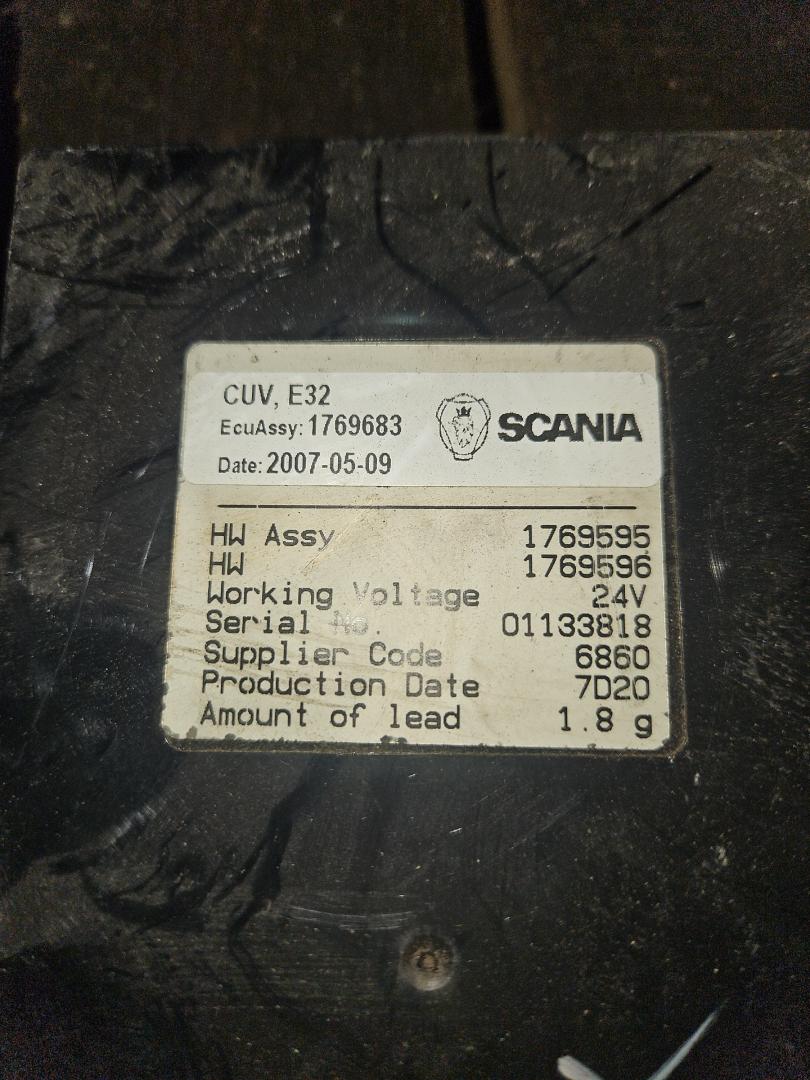 CUV, E32
EcuAssy: 1769683
SCANIA
Date: 2007-05-09
HW Assy 1769595
HW 1769596
Working Voltage 24V
Serial No. 01133818
Supplier Code 6860
Production Date 7D20
Amount of lead 1.8 g